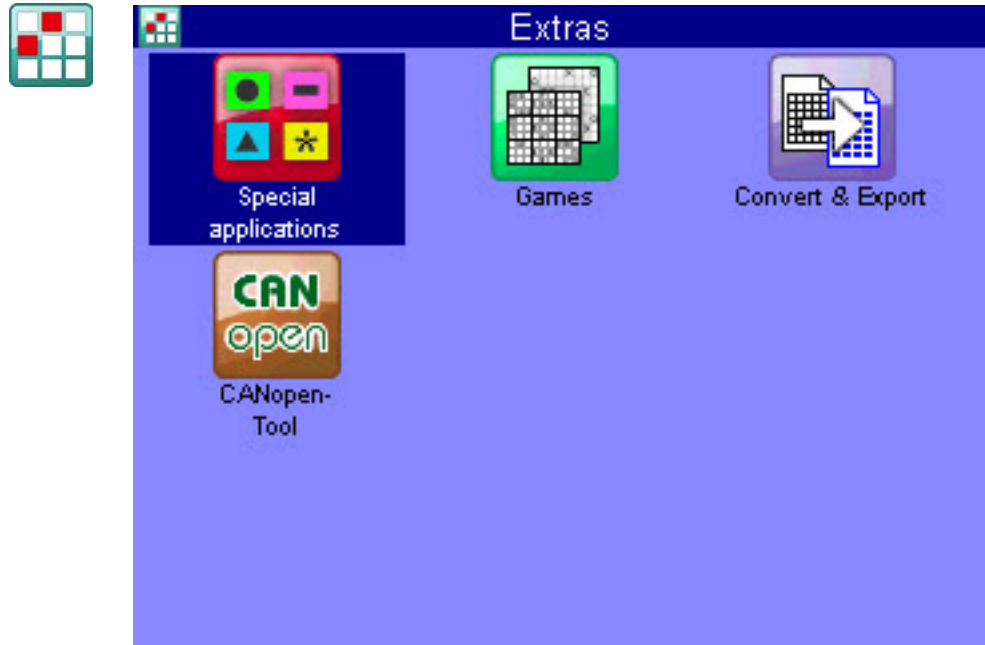 Extras
Special
applications
Games
Convert & Export
CAN
open
CANopen-
Tool